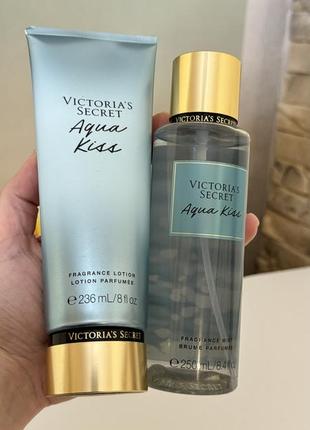 VICTORIA'S
SECRET
Aqua
Kiss
FRAGRANCE LOTION
LOTION PARFUMÉE
℮ 236 mL/8 fl oz
VICTORIA'S SECRET
VICTORIA'S SECRET
VICTORIA'S
SECRET
Aqua Kiss
FRAGRANCE MIST
BRUME PARFUMÉE
℮ 250 mL/8.4 fl oz